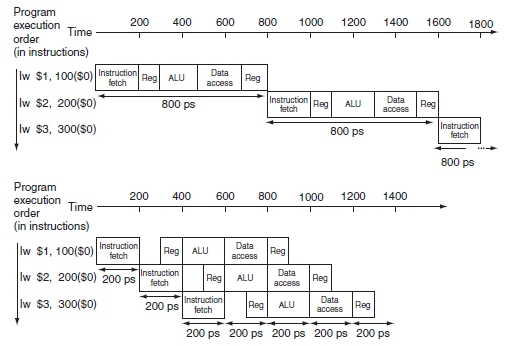 Program
execution
order
(in instructions)
Time
200 400 600 800 1000 1200 1400 1600 1800
lw $1, 100($0)
Instruction fetch
Reg
ALU
Data access
Reg
lw $2, 200($0)
800 ps
Instruction fetch
Reg
ALU
Data access
Reg
lw $3, 300($0)
800 ps
Instruction fetch
...
800 ps
Program
execution
order
(in instructions)
Time
200 400 600 800 1000 1200 1400
lw $1, 100($0)
Instruction fetch
Reg
ALU
Data access
Reg
lw $2, 200($0)
200 ps
Instruction fetch
Reg
ALU
Data access
Reg
lw $3, 300($0)
200 ps
Instruction fetch
Reg
ALU
Data access
Reg
200 ps 200 ps 200 ps 200 ps 200 ps